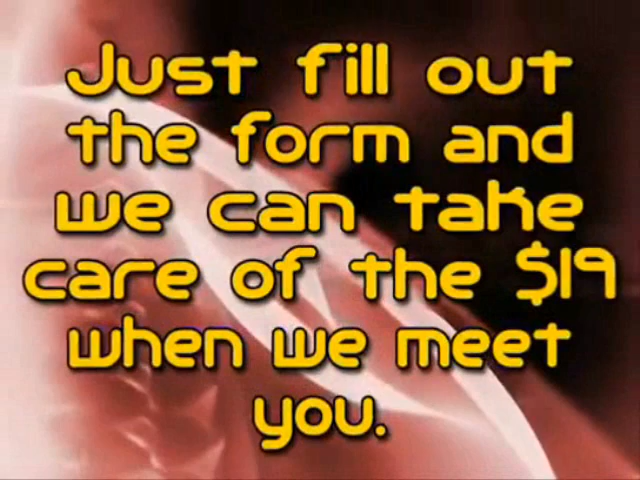 Just fill out
the form and
we can take
care of the $19
when we meet
you.